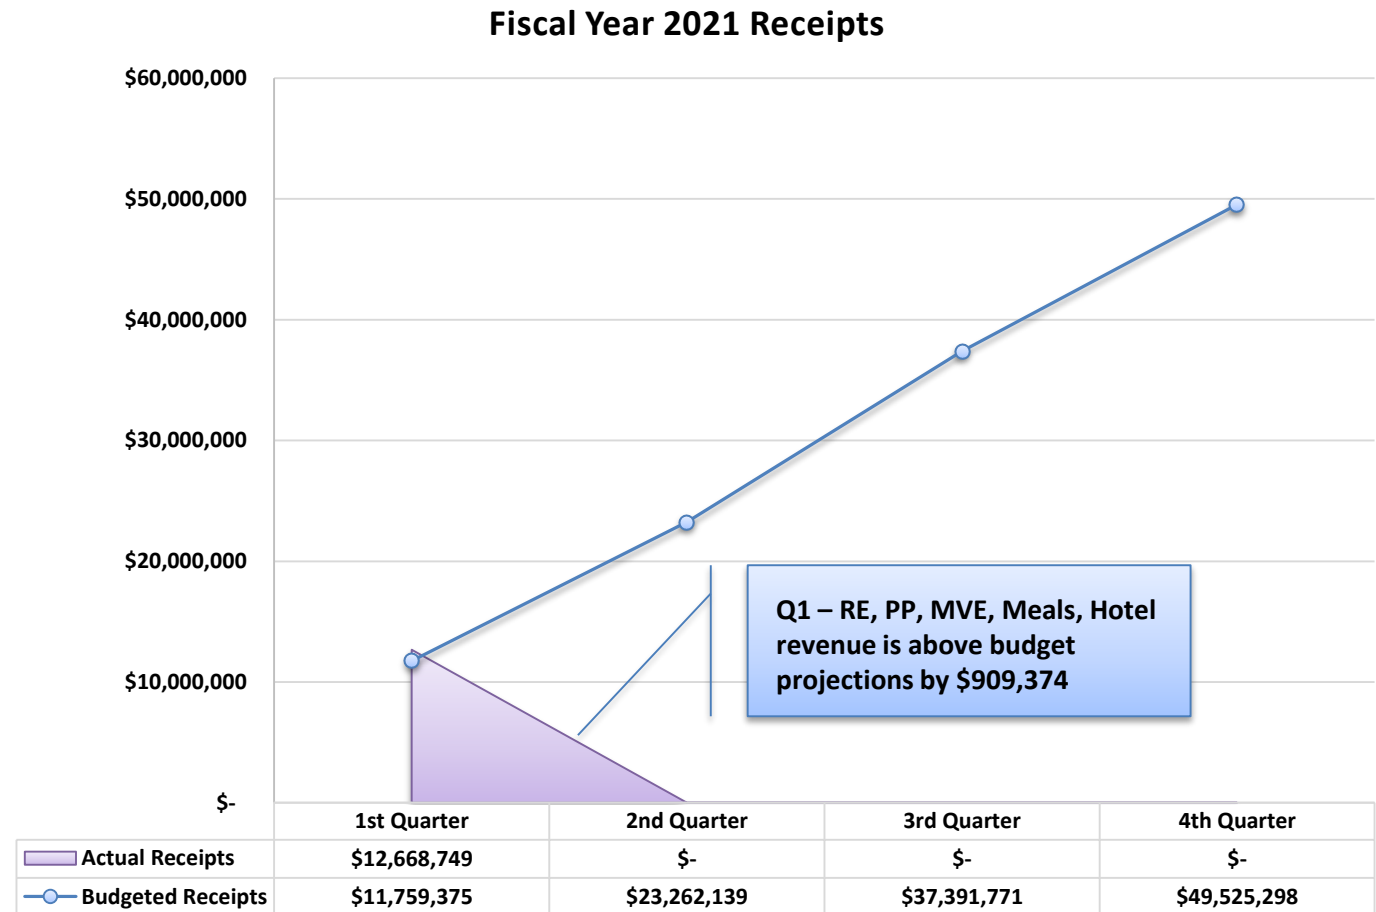 Fiscal Year 2021 Receipts
$60,000,000
$50,000,000
$40,000,000
$30,000,000
$20,000,000
$10,000,000
$-
Q1 – RE, PP, MVE, Meals, Hotel
revenue is above budget
projections by $909,374
1st Quarter 2nd Quarter 3rd Quarter 4th Quarter
Actual Receipts $12,668,749 $- $- $-
Budgeted Receipts $11,759,375 $23,262,139 $37,391,771 $49,525,298